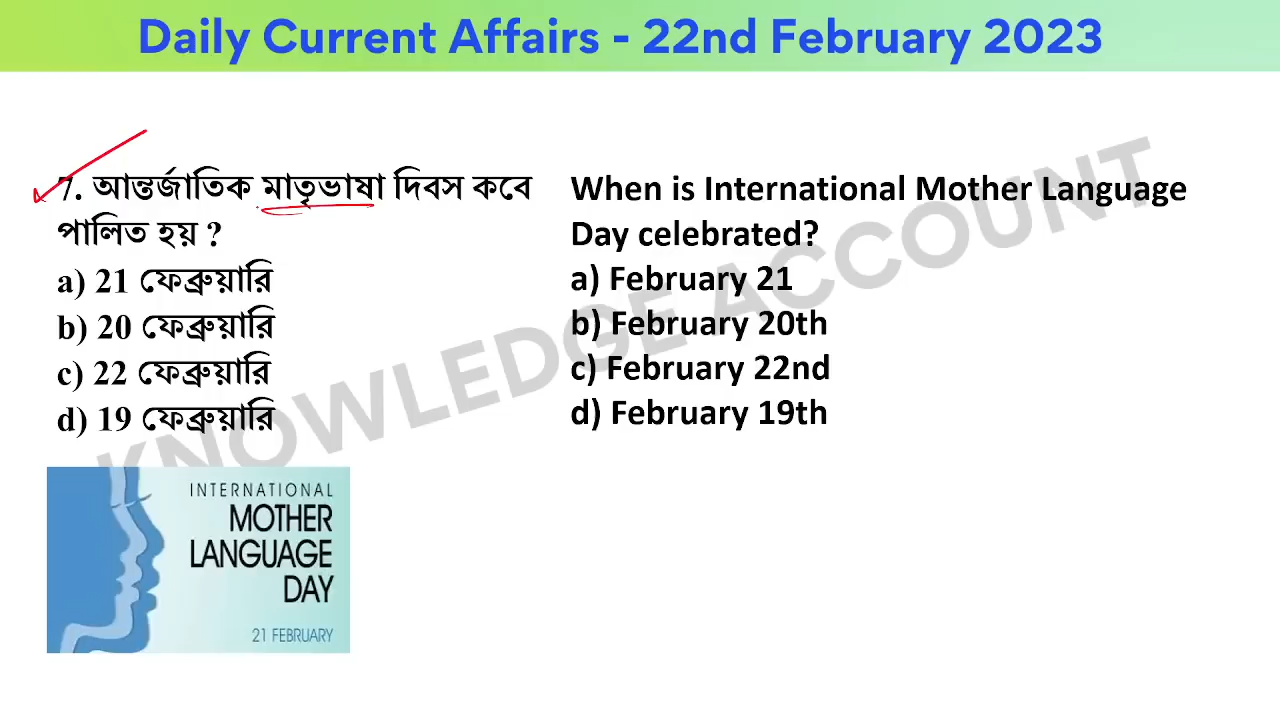 Daily Current Affairs - 22nd February 2023
7. আন্তর্জাতিক মাতৃভাষা দিবস কবে
পালিত হয় ?
a) 21 ফেব্রুয়ারি
b) 20 ফেব্রুয়ারি
c) 22 ফেব্রুয়ারি
d) 19 ফেব্রুয়ারি
When is International Mother Language
Day celebrated?
a) February 21
b) February 20th
c) February 22nd
d) February 19th
KNOWLEDGE ACCOUNT
INTERNATIONAL
MOTHER
LANGUAGE
DAY
21 FEBRUARY